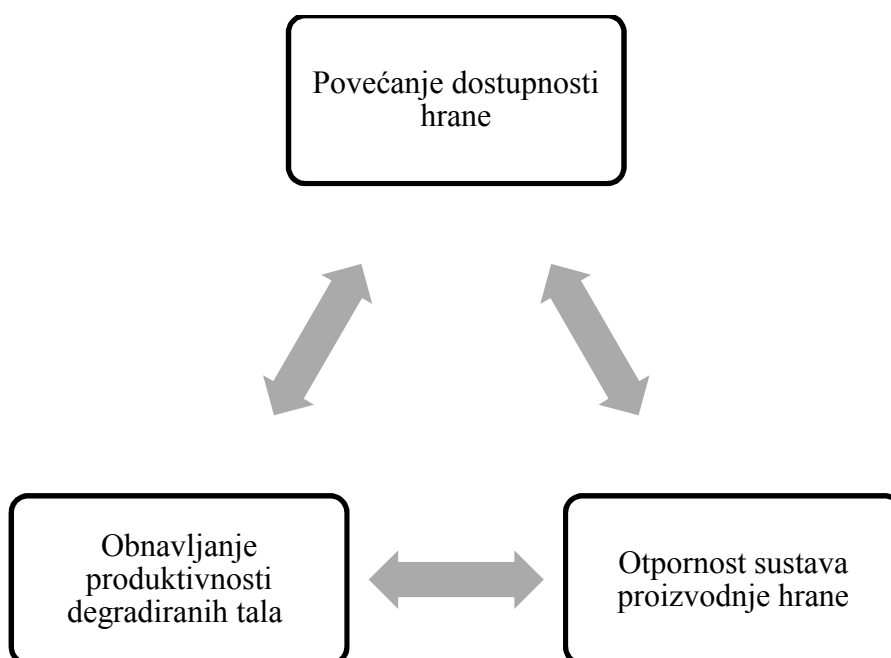 Povećanje dostupnosti
hrane
Obnavljanje
produktivnosti
degradiranih tala
Otpornost sustava
proizvodnje hrane